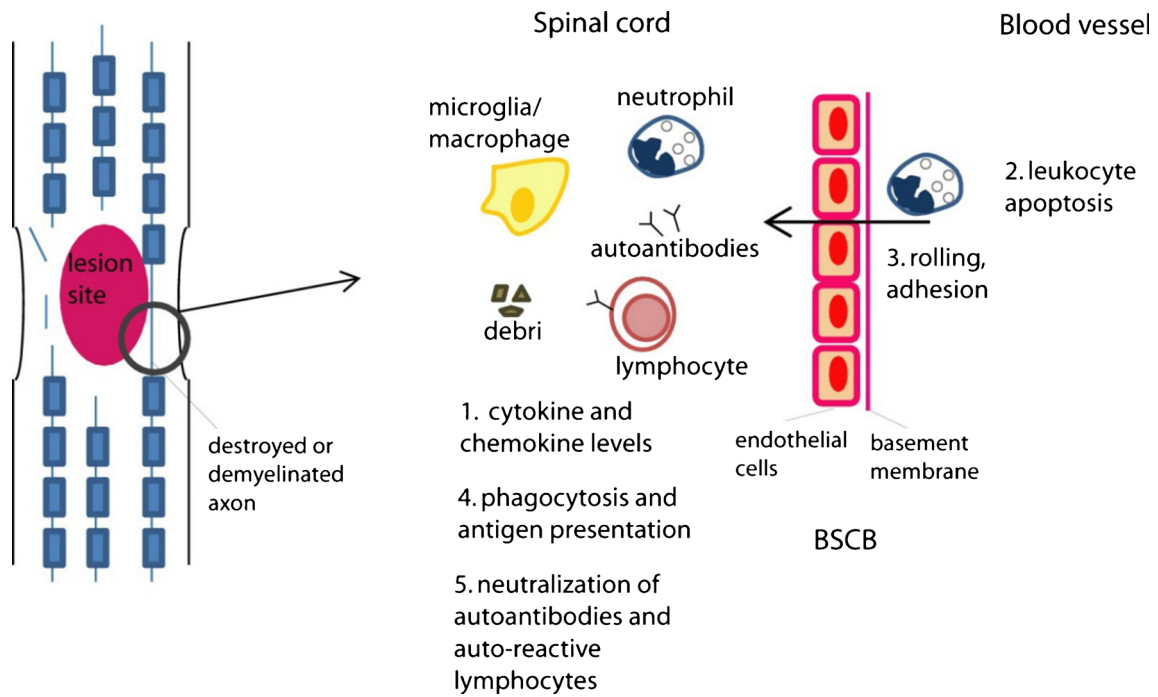 Spinal cord
Blood vessel
microglia/
macrophage
neutrophil
2. leukocyte
apoptosis
autoantibodies
3. rolling,
adhesion
lesion
site
debri
lymphocyte
1. cytokine and
chemokine levels
endothelial
cells
basement
membrane
destroyed or
demyelinated
axon
4. phagocytosis and
antigen presentation
BSCB
5. neutralization of
autoantibodies and
auto-reactive
lymphocytes